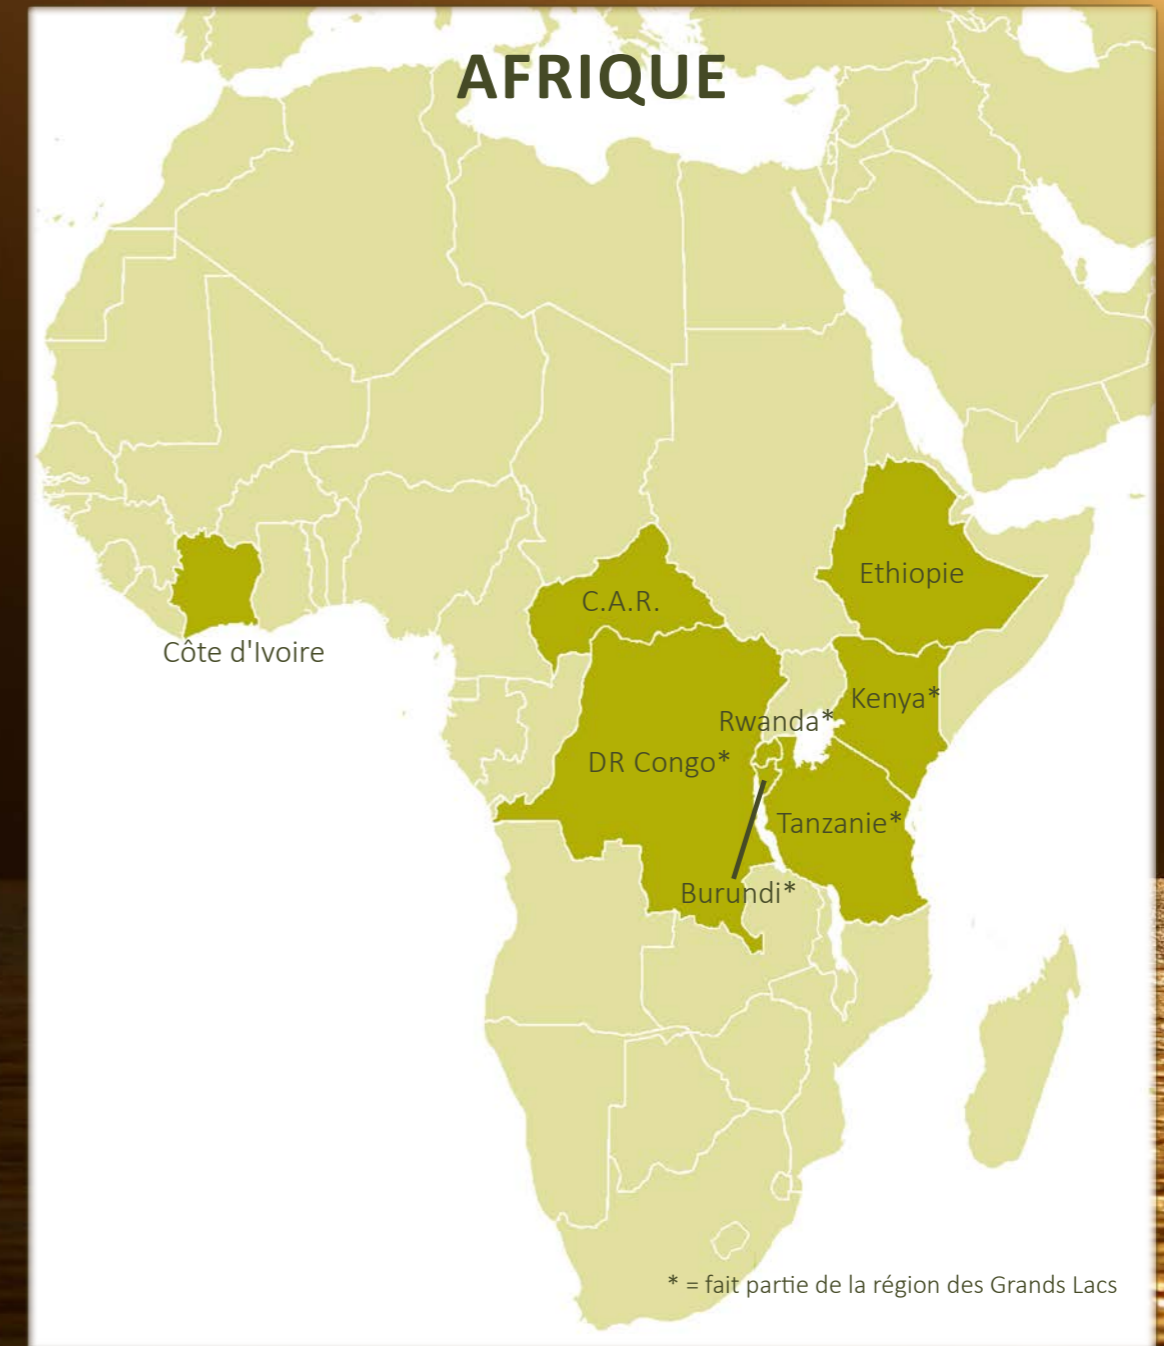 AFRIQUE
Ethiopie
C.A.R.
Côte d'Ivoire
Kenya*
Rwanda*
DR Congo*
Tanzanie*
Burundi*
* = fait partie de la région des Grands Lacs